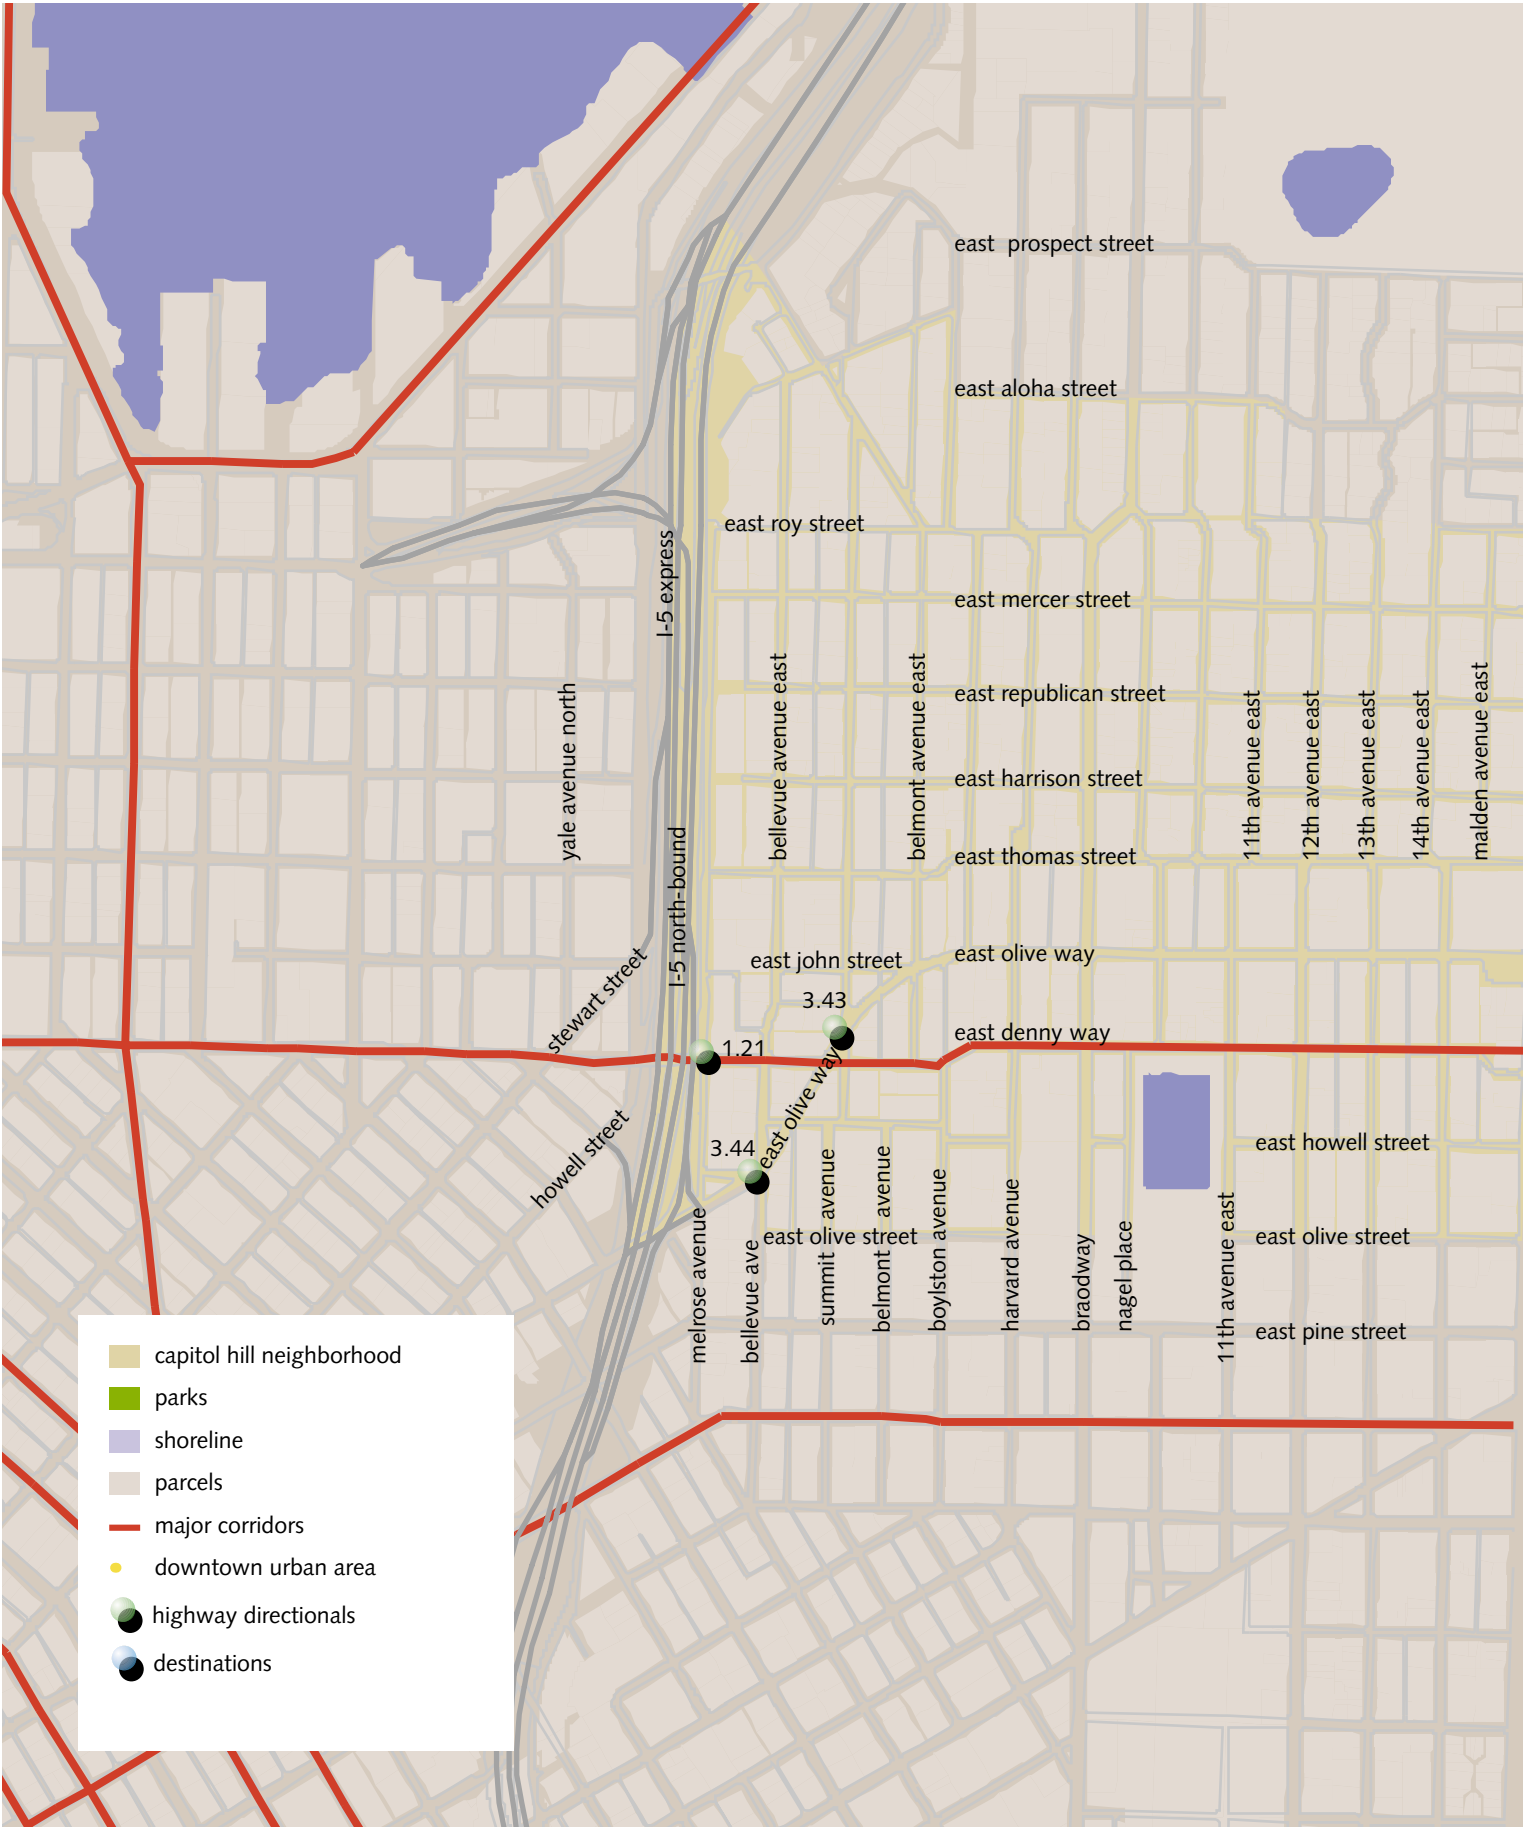 east  prospect street
east aloha street
east roy street
I-5 express
east mercer street
east republican street
yale avenue north
bellevue avenue east
belmont avenue east
11th avenue east
12th avenue east
13th avenue east
14th avenue east
malden avenue east
east harrison street
east thomas street
I-5 north-bound
stewart street
east john street
east olive way
3.43
east denny way
1.21
east olive way
howell street
3.44
east howell street
melrose avenue
bellevue ave
east olive street
summit avenue
belmont avenue
boylston avenue
harvard avenue
braodway
nagel place
11th avenue east
east olive street
east pine street
capitol hill neighborhood
parks
shoreline
parcels
major corridors
downtown urban area
highway directionals
destinations